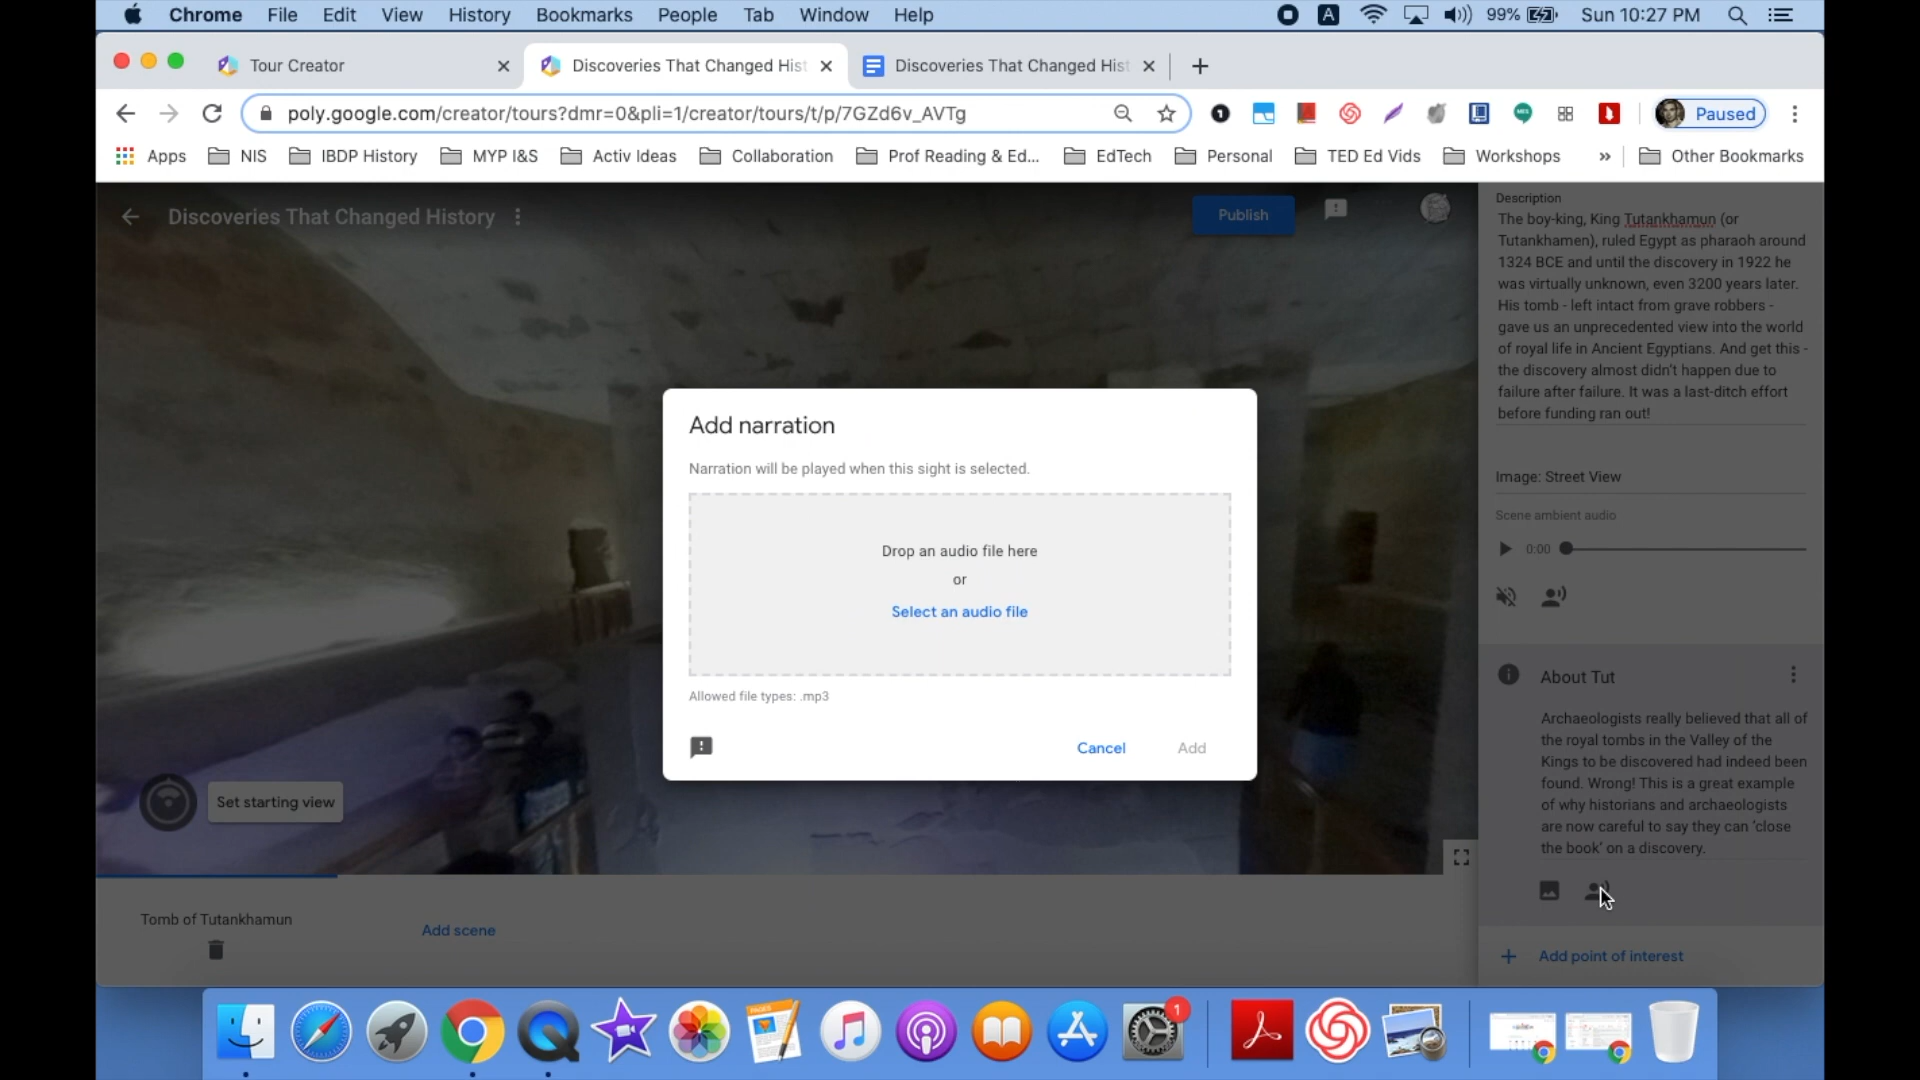 Chrome File Edit View History Bookmarks People Tab Window Help A 99% Sun 10:27 PM
Tour Creator Discoveries That Changed Hist Discoveries That Changed Hist
poly.google.com/creator/tours?dmr=0&pli=1/creator/tours/t/p/7GZd6v_AVTg Paused
Apps NIS IBDP History MYP I&S Activ Ideas Collaboration Prof Reading & Ed... EdTech Personal TED Ed Vids Workshops » Other Bookmarks
Discoveries That Changed History
Publish
Description
The boy-king, King Tutankhamun (or
Tutankhamen), ruled Egypt as pharaoh around
1324 BCE and until the discovery in 1922 he
was virtually unknown, even 3200 years later.
His tomb - left intact from grave robbers -
gave us an unprecedented view into the world
of royal life in Ancient Egyptians. And get this -
the discovery almost didn't happen due to
failure after failure. It was a last-ditch effort
before funding ran out!
Image: Street View
Scene ambient audio
0:00
About Tut
Archaeologists really believed that all of
the royal tombs in the Valley of the
Kings to be discovered had indeed been
found. Wrong! This is a great example
of why historians and archaeologists
are now careful to say they can 'close
the book' on a discovery.
Add point of interest
Add narration
Narration will be played when this sight is selected.
Drop an audio file here
or
Select an audio file
Allowed file types: .mp3
Cancel Add
Set starting view
Tomb of Tutankhamun
Add scene
PAGES
1